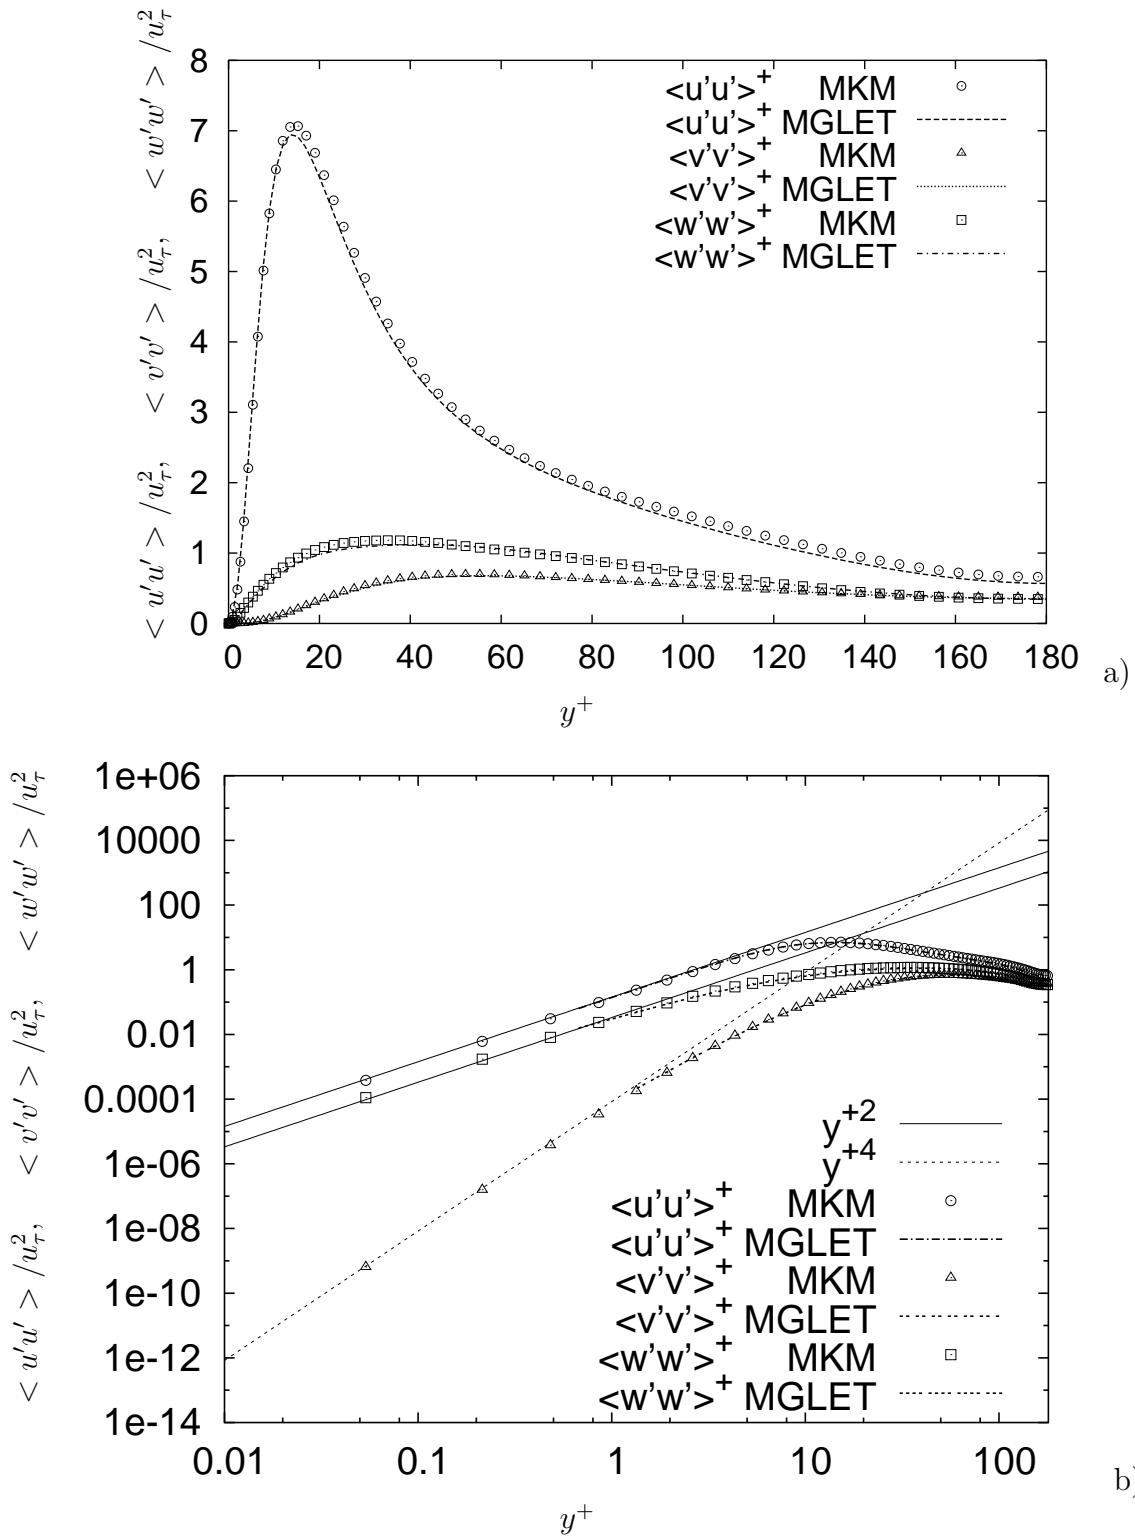 < u′u′ > /u_τ^2, < v′v′ > /u_τ^2, < w′w′ > /u_τ^2
8
7
6
5
4
3
2
1
0
<u'u'>^+ MKM
<u'u'>^+ MGLET
<v'v'>^+ MKM
<v'v'>^+ MGLET
<w'w'>^+ MKM
<w'w'>^+ MGLET
0 20 40 60 80 100 120 140 160 180
a)
y^+
< u′u′ > /u_τ^2, < v′v′ > /u_τ^2, < w′w′ > /u_τ^2
1e+06
10000
100
1
0.01
0.0001
1e-06
1e-08
1e-10
1e-12
1e-14
y^+2
y^+4
<u'u'>^+ MKM
<u'u'>^+ MGLET
<v'v'>^+ MKM
<v'v'>^+ MGLET
<w'w'>^+ MKM
<w'w'>^+ MGLET
0.01 0.1 1 10 100
b)
y^+